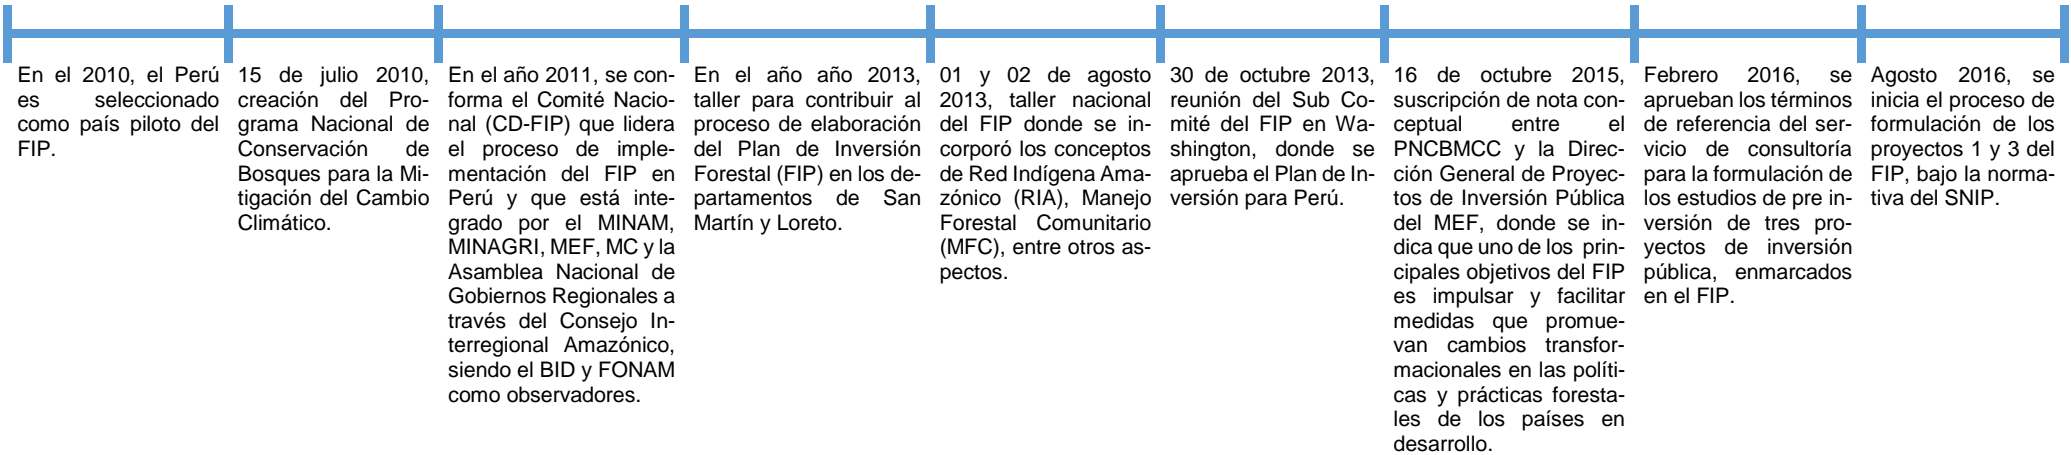 En el 2010, el Perú
es seleccionado
como país piloto del
FIP.
15 de julio 2010,
creación del Pro-
grama Nacional de
Conservación de
Bosques para la Mi-
tigación del Cambio
Climático.
En el año 2011, se con-
forma el Comité Nacio-
nal (CD-FIP) que lidera
el proceso de imple-
mentación del FIP en
Perú y que está inte-
grado por el MINAM,
MINAGRI, MEF, MC y la
Asamblea Nacional de
Gobiernos Regionales a
través del Consejo In-
terregional Amazónico,
siendo el BID y FONAM
como observadores.
En el año año 2013,
taller para contribuir al
proceso de elaboración
del Plan de Inversión
Forestal (FIP) en los de-
partamentos de San
Martín y Loreto.
01 y 02 de agosto
2013, taller nacional
del FIP donde se in-
corporó los conceptos
de Red Indígena Ama-
zónico (RIA), Manejo
Forestal Comunitario
(MFC), entre otros as-
pectos.
30 de octubre 2013,
reunión del Sub Co-
mité del FIP en Wa-
shington, donde se
aprueba el Plan de In-
versión para Perú.
16 de octubre 2015,
suscripción de nota con-
ceptual entre el
PNCBMCC y la Direc-
ción General de Proyec-
tos de Inversión Pública
del MEF, donde se in-
dica que uno de los prin-
cipales objetivos del FIP
es impulsar y facilitar
medidas que promue-
van cambios transfor-
macionales en las políti-
cas y prácticas foresta-
les de los países en
desarrollo.
Febrero 2016, se
aprueban los términos
de referencia del ser-
vicio de consultoría
para la formulación de
los estudios de pre in-
versión de tres pro-
yectos de inversión
pública, enmarcados
en el FIP.
Agosto 2016, se
inicia el proceso de
formulación de los
proyectos 1 y 3 del
FIP, bajo la norma-
tiva del SNIP.